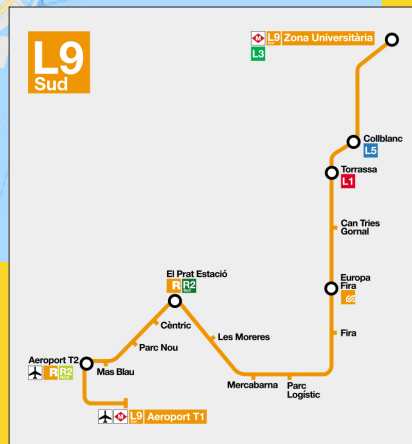 L9
Sud
M L9 Zona Universitària
L3
Collblanc
L5
Torrassa
L1
Can Tries
Gornal
El Prat Estació
R R2
Europa
Fira
Cèntric
Les Moreres
Fira
Parc Nou
Aeroport T2
R R2
Mas Blau
Mercabarna
Parc
Logístic
M L9 Aeroport T1